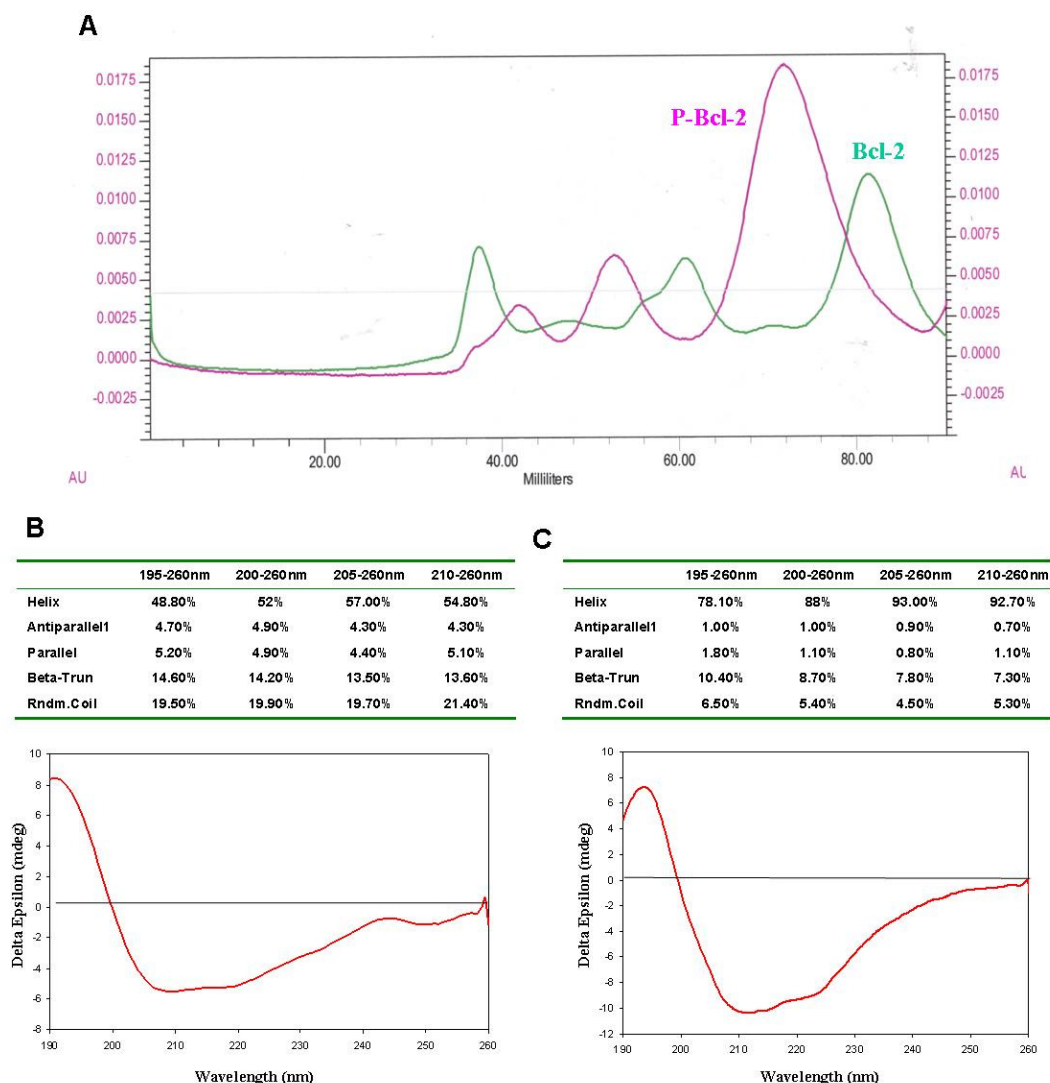 A
0.0175
0.0150
0.0125
0.0100
0.0075
0.0050
0.0025
0.0000
-0.0025
AU
P-Bcl-2
Bcl-2
0.0175
0.0150
0.0125
0.0100
0.0075
0.0050
0.0025
0.0000
-0.0025
AU
20.00 40.00 60.00 80.00
Milliliters
B
195-260nm 200-260nm 205-260nm 210-260nm
Helix 48.80% 52% 57.00% 54.80%
Antiparallel1 4.70% 4.90% 4.30% 4.30%
Parallel 5.20% 4.90% 4.40% 5.10%
Beta-Trun 14.60% 14.20% 13.50% 13.60%
Rndm.Coil 19.50% 19.90% 19.70% 21.40%
10
8
6
4
2
0
-2
-4
-6
-8
190 200 210 220 230 240 250 260
Delta Epsilon (mdeg)
Wavelength (nm)
C
195-260nm 200-260nm 205-260nm 210-260nm
Helix 78.10% 88% 93.00% 92.70%
Antiparallel1 1.00% 1.00% 0.90% 0.70%
Parallel 1.80% 1.10% 0.80% 1.10%
Beta-Trun 10.40% 8.70% 7.80% 7.30%
Rndm.Coil 6.50% 5.40% 4.50% 5.30%
10
8
6
4
2
0
-2
-4
-6
-8
-10
-12
190 200 210 220 230 240 250 260
Delta Epsilon (mdeg)
Wavelength (nm)